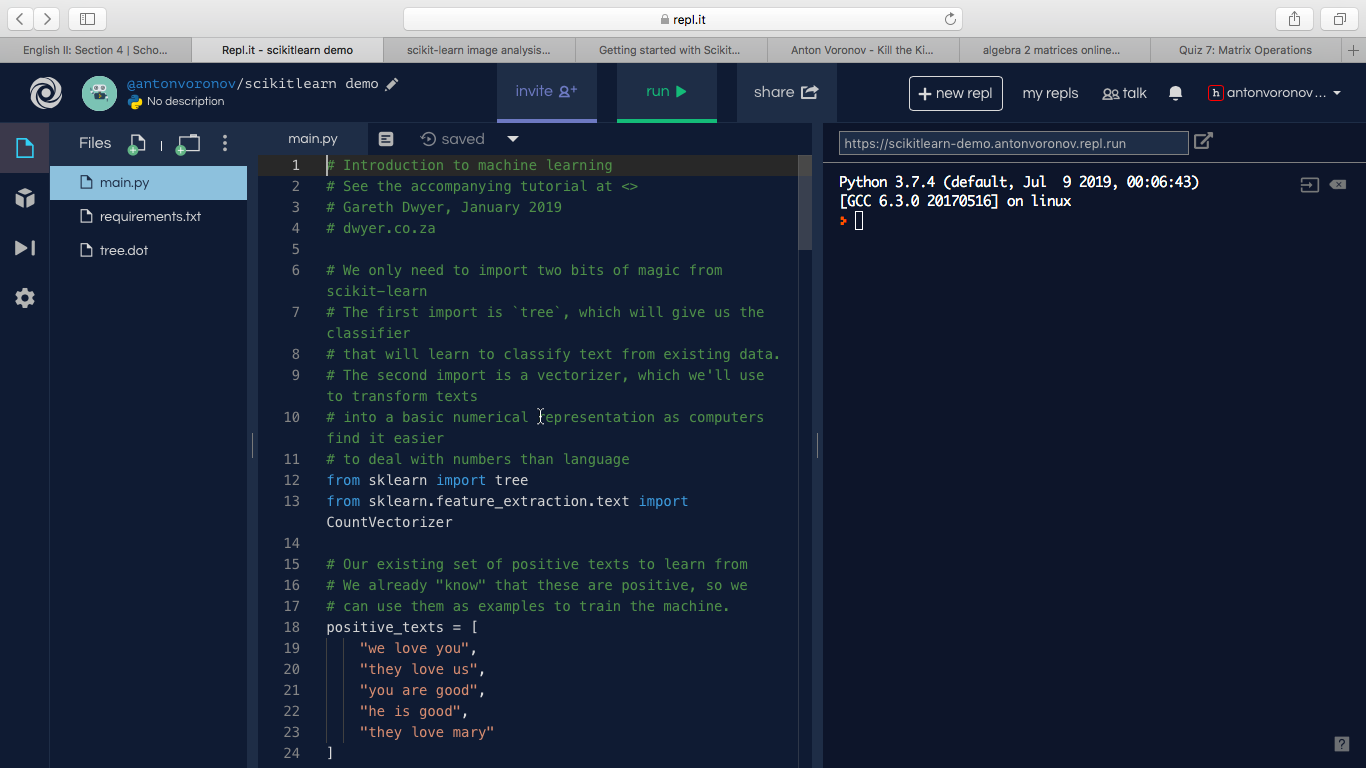 repl.it
English II: Section 4 | Scho...
Repl.it - scikitlearn demo
scikit-learn image analysis...
Getting started with Scikit...
Anton Voronov - Kill the Ki...
algebra 2 matrices online...
Quiz 7: Matrix Operations
@antonvoronov/scikitlearn demo
No description
invite
run
share
+ new repl
my repls
talk
h antonvoronov...
Files
main.py
requirements.txt
tree.dot
main.py
saved
1 # Introduction to machine learning
2 # See the accompanying tutorial at <>
3 # Gareth Dwyer, January 2019
4 # dwyer.co.za
5
6 # We only need to import two bits of magic from
scikit-learn
7 # The first import is `tree`, which will give us the
classifier
8 # that will learn to classify text from existing data.
9 # The second import is a vectorizer, which we'll use
to transform texts
10 # into a basic numerical representation as computers
find it easier
11 # to deal with numbers than language
12 from sklearn import tree
13 from sklearn.feature_extraction.text import
CountVectorizer
14
15 # Our existing set of positive texts to learn from
16 # We already "know" that these are positive, so we
17 # can use them as examples to train the machine.
18 positive_texts = [
19 "we love you",
20 "they love us",
21 "you are good",
22 "he is good",
23 "they love mary"
24 ]
https://scikitlearn-demo.antonvoronov.repl.run
Python 3.7.4 (default, Jul  9 2019, 00:06:43)
[GCC 6.3.0 20170516] on linux
?